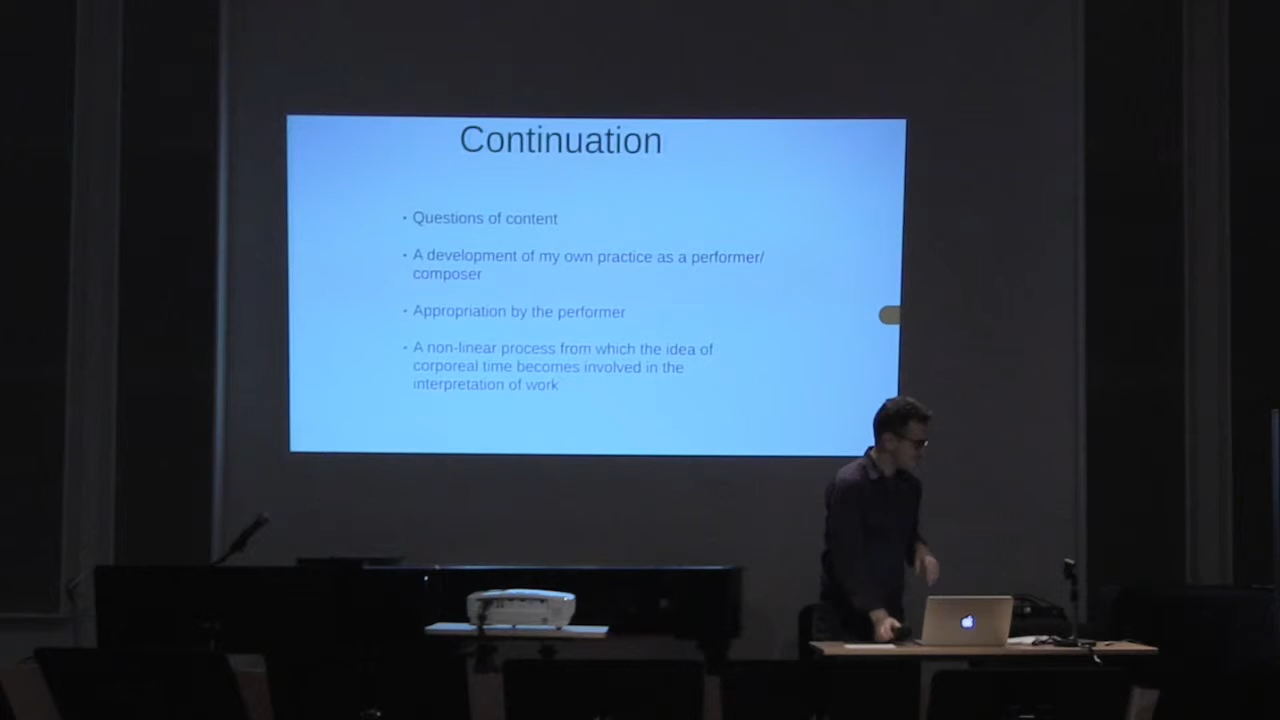 Continuation
• Questions of content
• A development of my own practice as a performer/
composer
• Appropriation by the performer
• A non-linear process from which the idea of
corporeal time becomes involved in the
interpretation of work